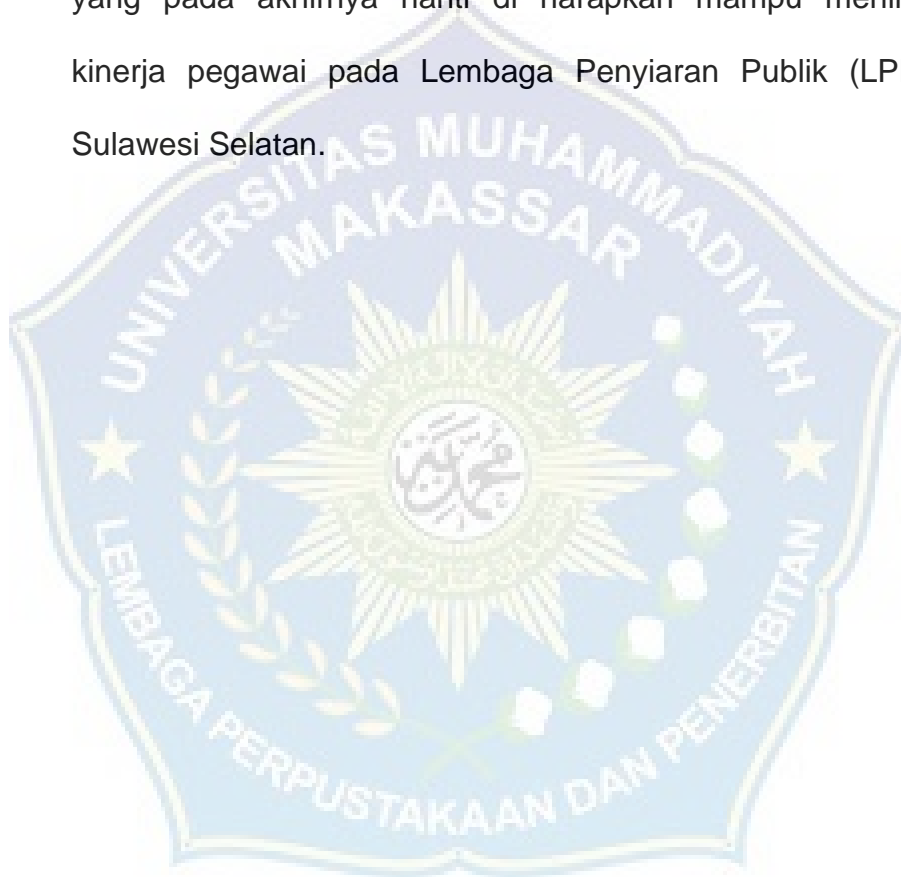 yang pada akhirnya nanti di harapkan mampu
kinerja pegawai pada Lembaga Penyiaran Publik (LP
Sulawesi Selatan.
UNIVERSITAS MUHAMMADIYAH
MAKASSAR
LEMBAGA PERPUSTAKAAN DAN PENERBITAN